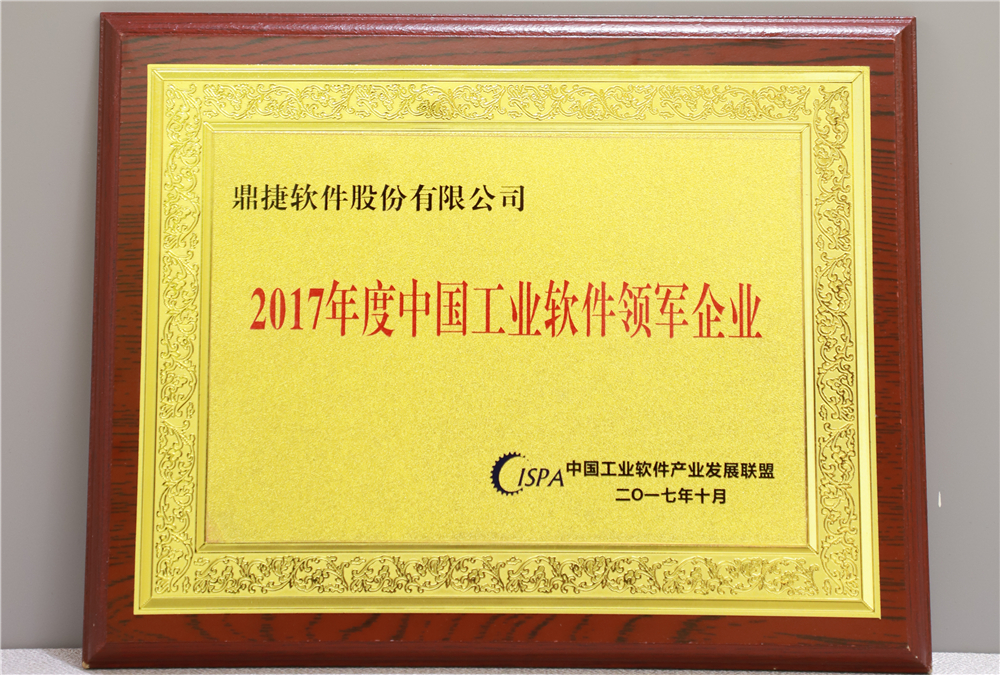 鼎捷软件股份有限公司
2017年度中国工业软件领军企业
CISPA 中国工业软件产业发展联盟
二〇一七年十月